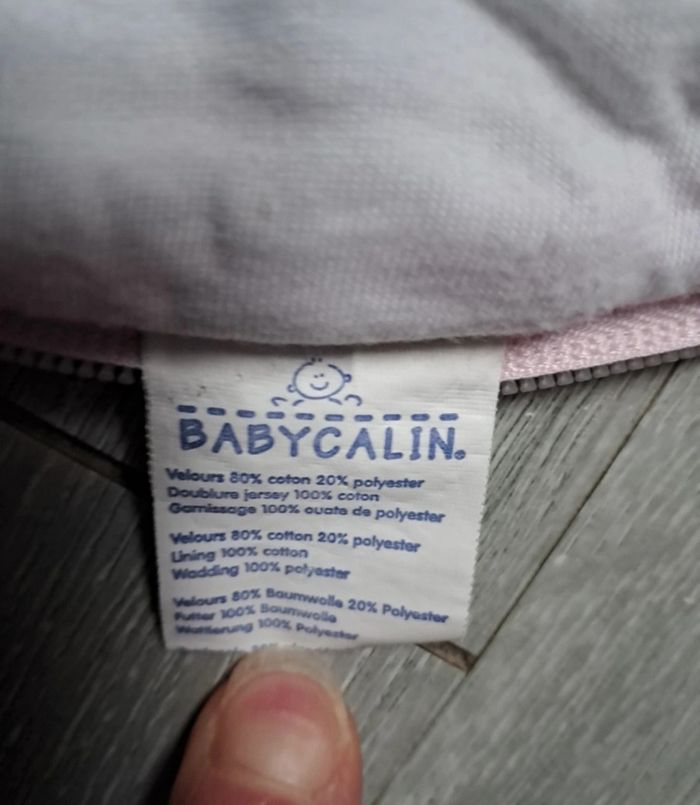 BABYCALIN®
Velours 80% coton 20% polyester
Doublure jersey 100% coton
Garnissage 100% ouate de polyester
Velours 80% cotton 20% polyester
Lining 100% cotton
Wadding 100% polyester
Velours 80% Baumwolle 20% Polyester
Futter 100% Baumwolle
Wattierung 100% Polyester